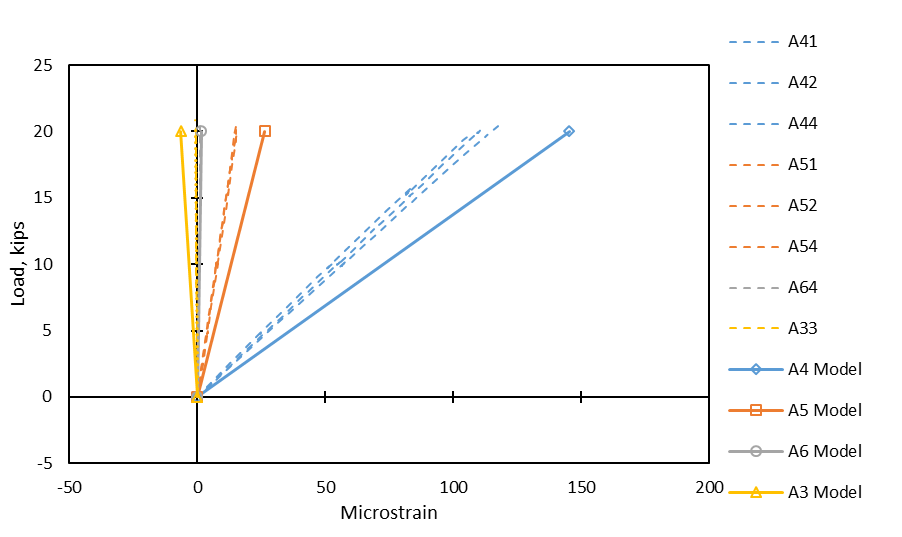 25
20
15
10
5
0
-5
-50
0
50
100
150
200
Load, kips
Microstrain
A41
A42
A44
A51
A52
A54
A64
A33
A4 Model
A5 Model
A6 Model
A3 Model